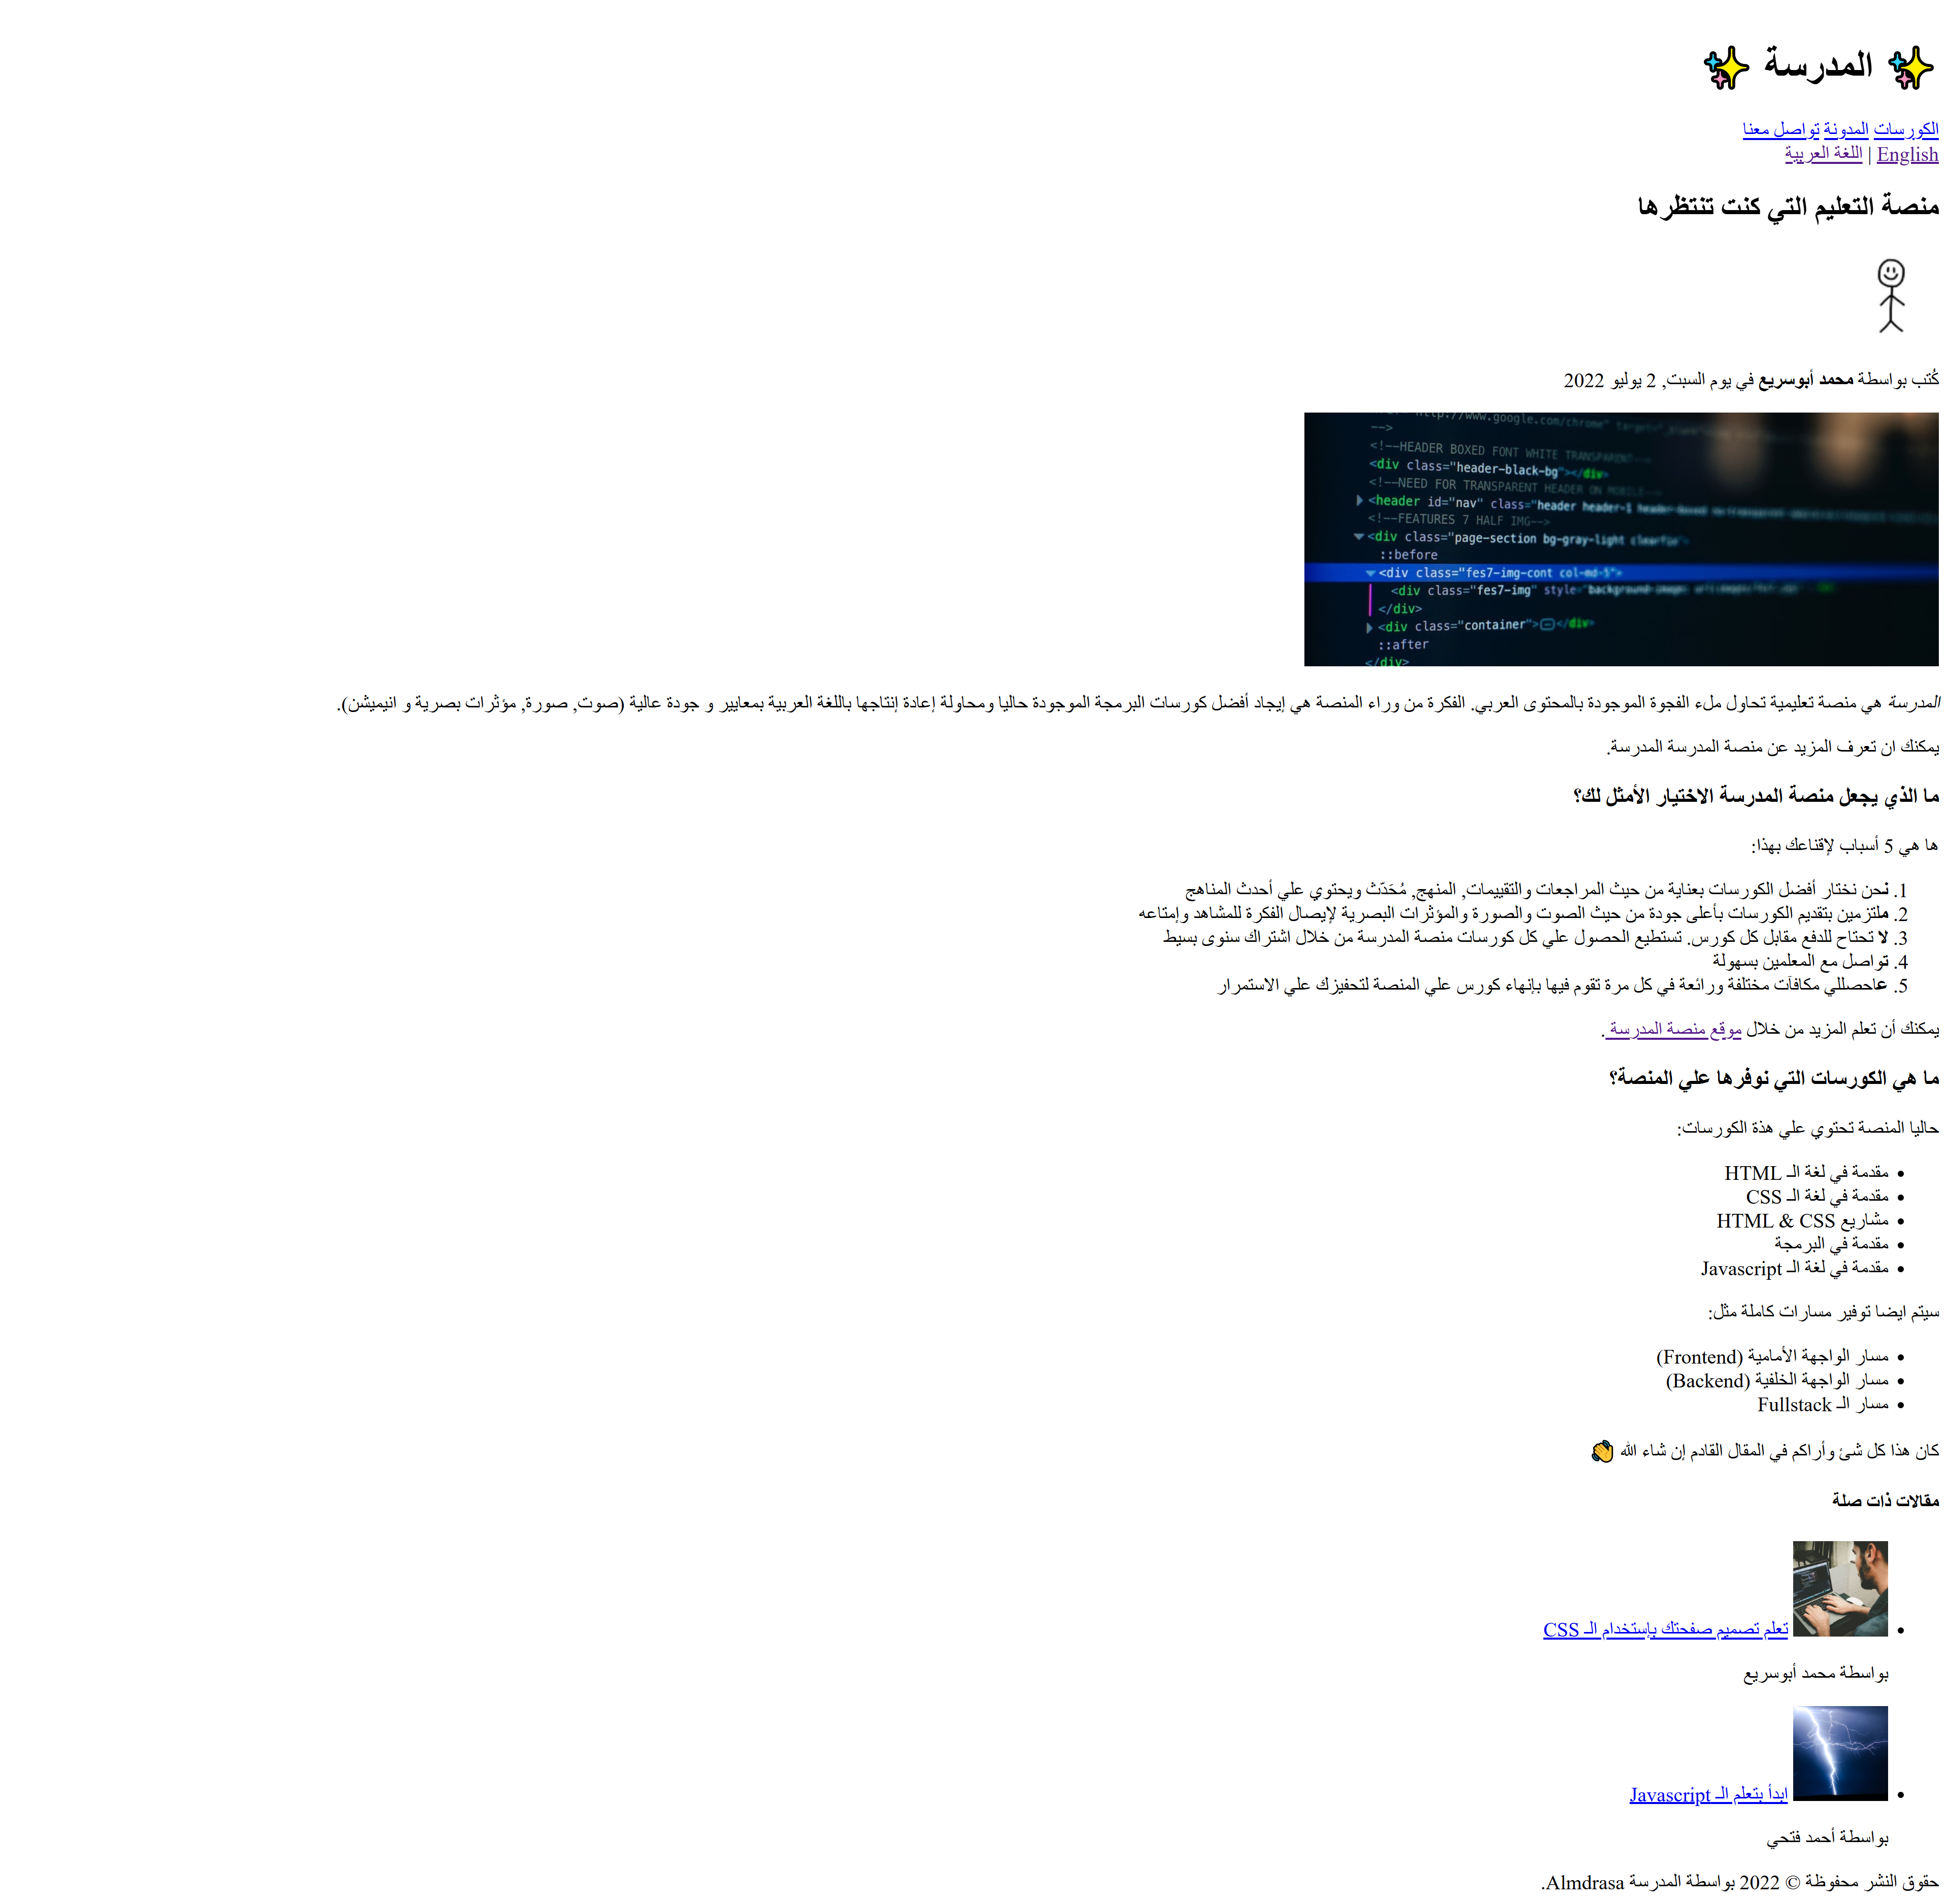 ✨ المدرسة ✨
الكورسات المدونة تواصل معنا
English | اللغة العربية
منصة التعليم التي كنت تنتظرها
كُتب بواسطة محمد أبوسريع في يوم السبت, 2 يوليو 2022
http://www.google.com/chrome"
-->
<!--HEADER BOXED FONT WHITE TRANSPARENT-->
<div class="header-black-bg"></div>
<!--NEED FOR TRANSPARENT HEADER ON MOBILE-->
<header id="nav" class="header header-1
<!--FEATURES 7 HALF IMG-->
<div class="page-section bg-gray-light clearfix">
::before
<div class="fes7-img-cont col-md-5">
<div class="fes7-img" style=
</div>
<div class="container"></div>
::after
</div>
المدرسة هي منصة تعليمية تحاول ملء الفجوة الموجودة بالمحتوى العربي. الفكرة من وراء المنصة هي إيجاد أفضل كورسات البرمجة الموجودة حاليا ومحاولة إعادة إنتاجها باللغة العربية بمعايير و جودة عالية (صوت, صورة, مؤثرات بصرية و انيميشن).
يمكنك ان تعرف المزيد عن منصة المدرسة المدرسة.
ما الذي يجعل منصة المدرسة الاختيار الأمثل لك؟
ها هي 5 أسباب لإقناعك بهذا:
1. نحن نختار أفضل الكورسات بعناية من حيث المراجعات والتقييمات, المنهج, مُحَدّث ويحتوي علي أحدث المناهج
2. ملتزمين بتقديم الكورسات بأعلى جودة من حيث الصوت والصورة والمؤثرات البصرية لإيصال الفكرة للمشاهد وإمتاعه
3. لا تحتاج للدفع مقابل كل كورس. تستطيع الحصول علي كل كورسات منصة المدرسة من خلال اشتراك سنوى بسيط
4. تواصل مع المعلمين بسهولة
5. عاحصللي مكافآت مختلفة ورائعة في كل مرة تقوم فيها بإنهاء كورس علي المنصة لتحفيزك علي الاستمرار
يمكنك أن تعلم المزيد من خلال موقع منصة المدرسة .
ما هي الكورسات التي نوفرها علي المنصة؟
حاليا المنصة تحتوي علي هذة الكورسات:
• مقدمة في لغة الـ HTML
• مقدمة في لغة الـ CSS
• مشاريع HTML & CSS
• مقدمة في البرمجة
• مقدمة في لغة الـ Javascript
سيتم ايضا توفير مسارات كاملة مثل:
• مسار الواجهة الأمامية (Frontend)
• مسار الواجهة الخلفية (Backend)
• مسار الـ Fullstack
كان هذا كل شئ وأراكم في المقال القادم إن شاء الله 👏
مقالات ذات صلة
• تعلم تصميم صفحتك بإستخدام الـ CSS
بواسطة محمد أبوسريع
• ابدأ بتعلم الـ Javascript
بواسطة أحمد فتحي
حقوق النشر محفوظة © 2022 بواسطة المدرسة Almdrasa.